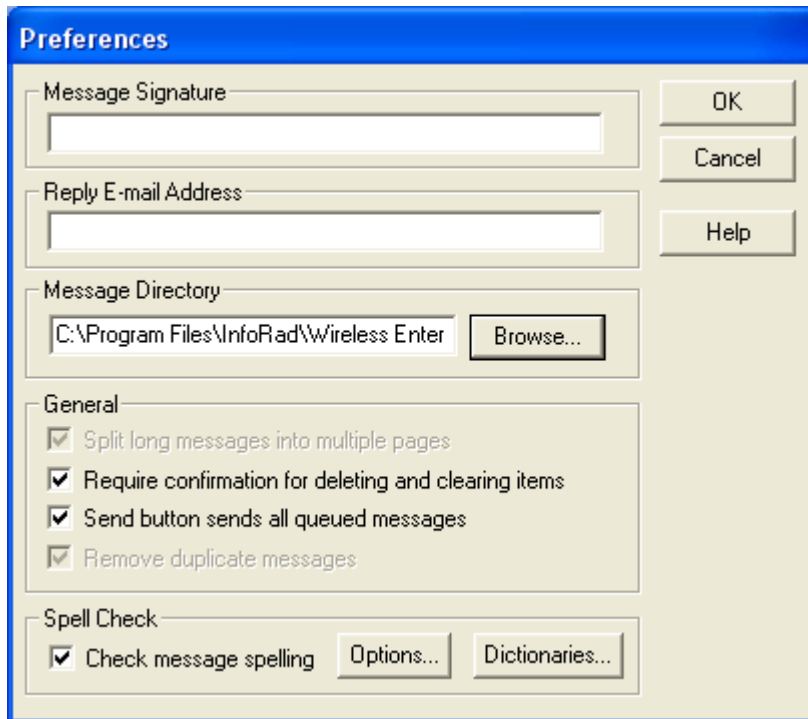 Preferences
Message Signature
OK
Cancel
Reply E-mail Address
Help
Message Directory
C:\Program Files\InfoRad\Wireless Enter
Browse...
General
Split long messages into multiple pages
Require confirmation for deleting and clearing items
Send button sends all queued messages
Remove duplicate messages
Spell Check
Check message spelling
Options...
Dictionaries...